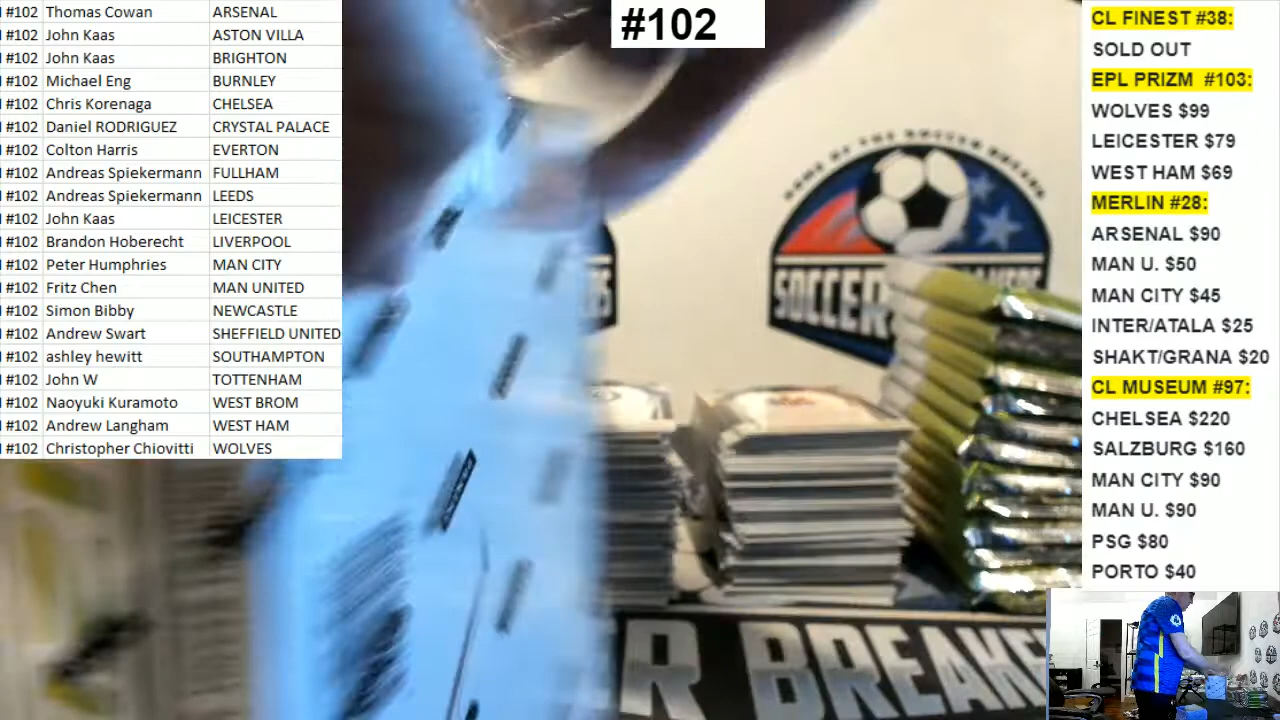 #102 Thomas Cowan ARSENAL
#102 John Kaas ASTON VILLA
#102 John Kaas BRIGHTON
#102 Michael Eng BURNLEY
#102 Chris Korenaga CHELSEA
#102 Daniel RODRIGUEZ CRYSTAL PALACE
#102 Colton Harris EVERTON
#102 Andreas Spiekermann FULLHAM
#102 Andreas Spiekermann LEEDS
#102 John Kaas LEICESTER
#102 Brandon Hoberecht LIVERPOOL
#102 Peter Humphries MAN CITY
#102 Fritz Chen MAN UNITED
#102 Simon Bibby NEWCASTLE
#102 Andrew Swart SHEFFIELD UNITED
#102 ashley hewitt SOUTHAMPTON
#102 John W TOTTENHAM
#102 Naoyuki Kuramoto WEST BROM
#102 Andrew Langham WEST HAM
#102 Christopher Chiovitti WOLVES
#102
SOCCER
R BREAKE
CL FINEST #38:
SOLD OUT
EPL PRIZM #103:
WOLVES $99
LEICESTER $79
WEST HAM $69
MERLIN #28:
ARSENAL $90
MAN U. $50
MAN CITY $45
INTER/ATALA $25
SHAKT/GRANA $20
CL MUSEUM #97:
CHELSEA $220
SALZBURG $160
MAN CITY $90
MAN U. $90
PSG $80
PORTO $40